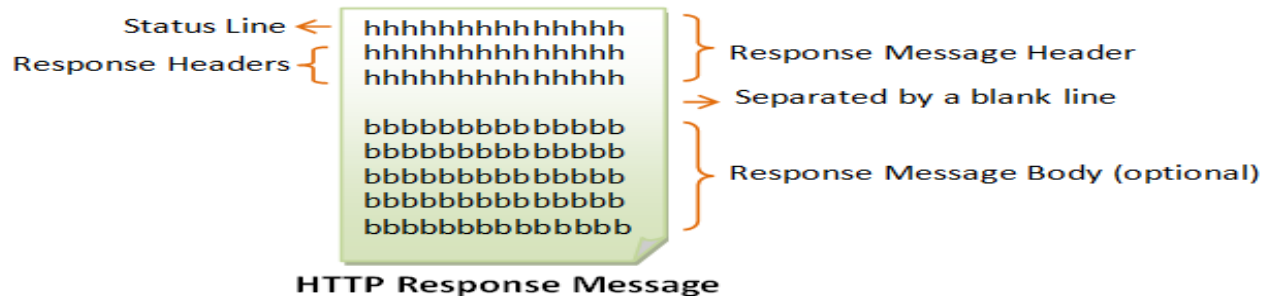 Status Line
Response Headers
hhhhhhhhhhhhhh
hhhhhhhhhhhhhh
hhhhhhhhhhhhhh
Response Message Header
Separated by a blank line
bbbbbbbbbbbbbb
bbbbbbbbbbbbbb
bbbbbbbbbbbbbb
bbbbbbbbbbbbbb
bbbbbbbbbbbbbb
Response Message Body (optional)
HTTP Response Message